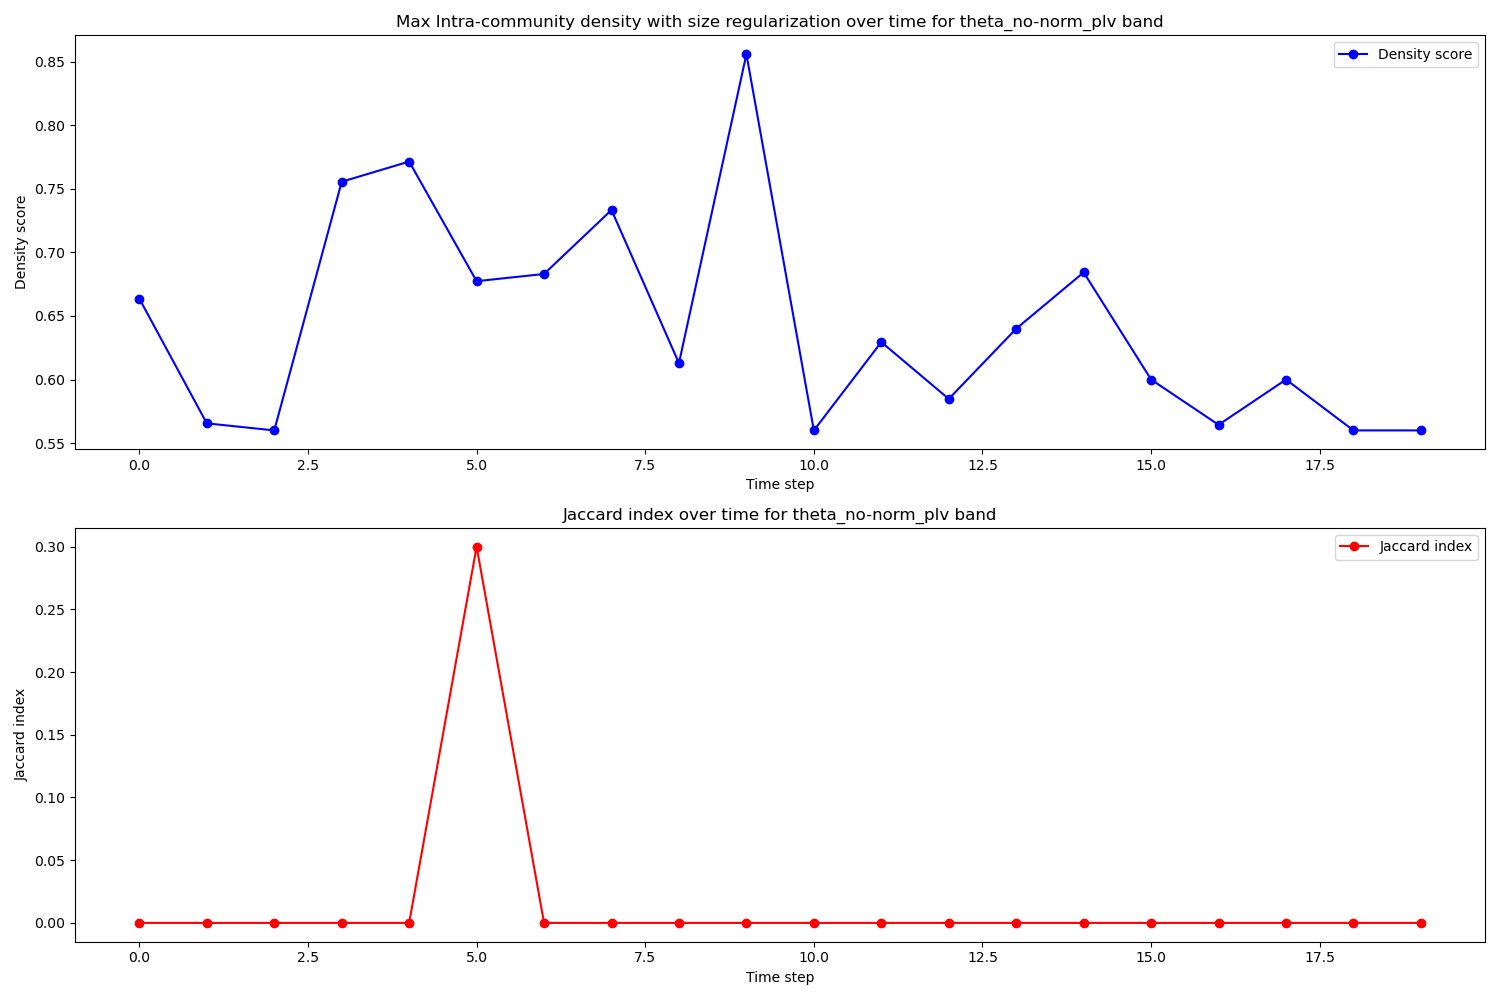 Max Intra-community density with size regularization over time for theta_no-norm_plv band
Density score
0.85
0.80
0.75
0.70
0.65
0.60
0.55
Density score
0.0 2.5 5.0 7.5 10.0 12.5 15.0 17.5
Time step
Jaccard index over time for theta_no-norm_plv band
Jaccard index
0.30
0.25
0.20
0.15
0.10
0.05
0.00
Jaccard index
0.0 2.5 5.0 7.5 10.0 12.5 15.0 17.5
Time step